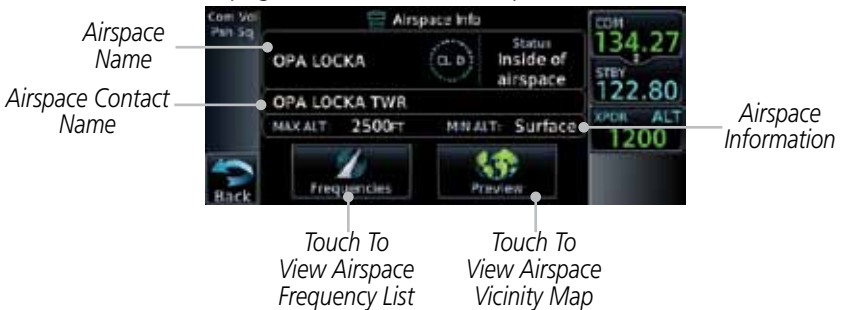 Com Vol
Psh Sq
Airspace Info
COM
134.27
Airspace
Name
OPA LOCKA
CL D
Status
Inside of
airspace
STBY
122.80
Airspace Contact
Name
OPA LOCKA TWR
MAX ALT 2500FT MIN ALT: Surface
XPDR ALT
1200
Airspace
Information
Back
Frequencies
Preview
Touch To
View Airspace
Frequency List
Touch To
View Airspace
Vicinity Map